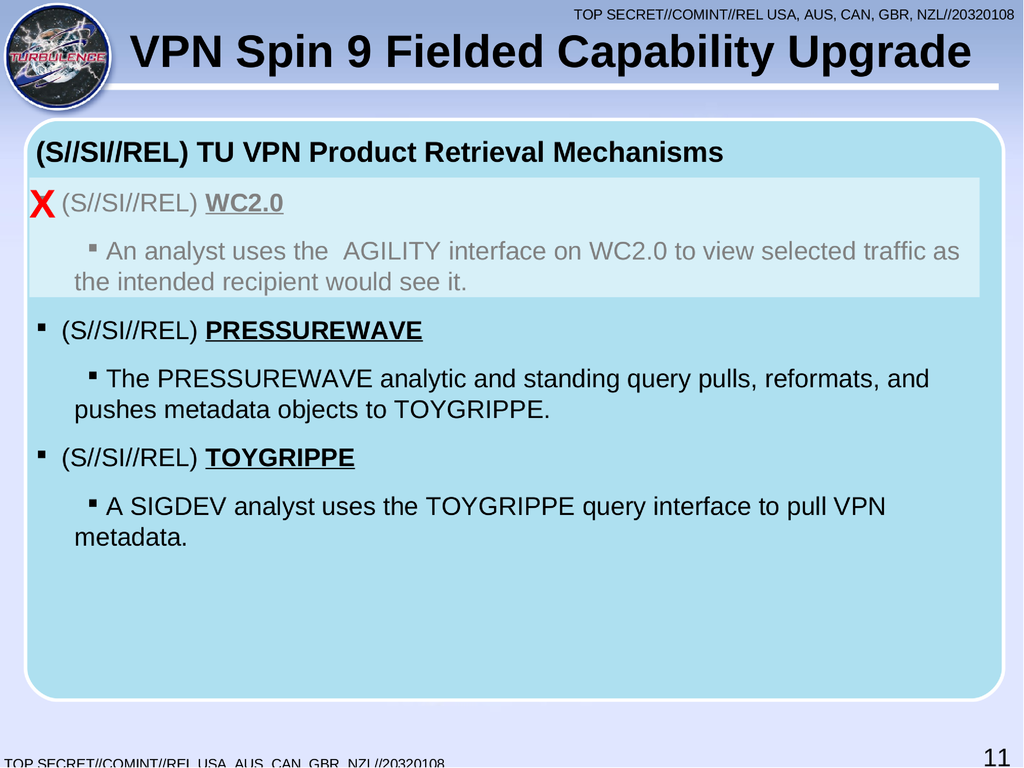 TOP SECRET//COMINT//REL USA, AUS, CAN, GBR, NZL//20320108
TURBULENCE
VPN Spin 9 Fielded Capability Upgrade
(S//SI//REL) TU VPN Product Retrieval Mechanisms
X (S//SI//REL) WC2.0
▪ An analyst uses the AGILITY interface on WC2.0 to view selected traffic as
the intended recipient would see it.
▪ (S//SI//REL) PRESSUREWAVE
▪ The PRESSUREWAVE analytic and standing query pulls, reformats, and
pushes metadata objects to TOYGRIPPE.
▪ (S//SI//REL) TOYGRIPPE
▪ A SIGDEV analyst uses the TOYGRIPPE query interface to pull VPN
metadata.
11
TOP SECRET//COMINT//REL USA, AUS, CAN, GBR, NZL//20320108